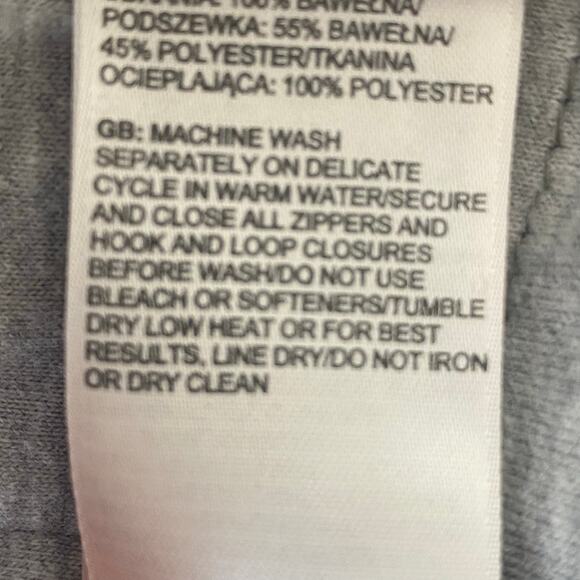 100% BAWEŁNA/
PODSZEWKA: 55% BAWEŁNA/
45% POLYESTER/TKANINA
OCIEPLAJĄCA: 100% POLYESTER
GB: MACHINE WASH
SEPARATELY ON DELICATE
CYCLE IN WARM WATER/SECURE
AND CLOSE ALL ZIPPERS AND
HOOK AND LOOP CLOSURES
BEFORE WASH/DO NOT USE
BLEACH OR SOFTENERS/TUMBLE
DRY LOW HEAT OR FOR BEST
RESULTS, LINE DRY/DO NOT IRON
OR DRY CLEAN